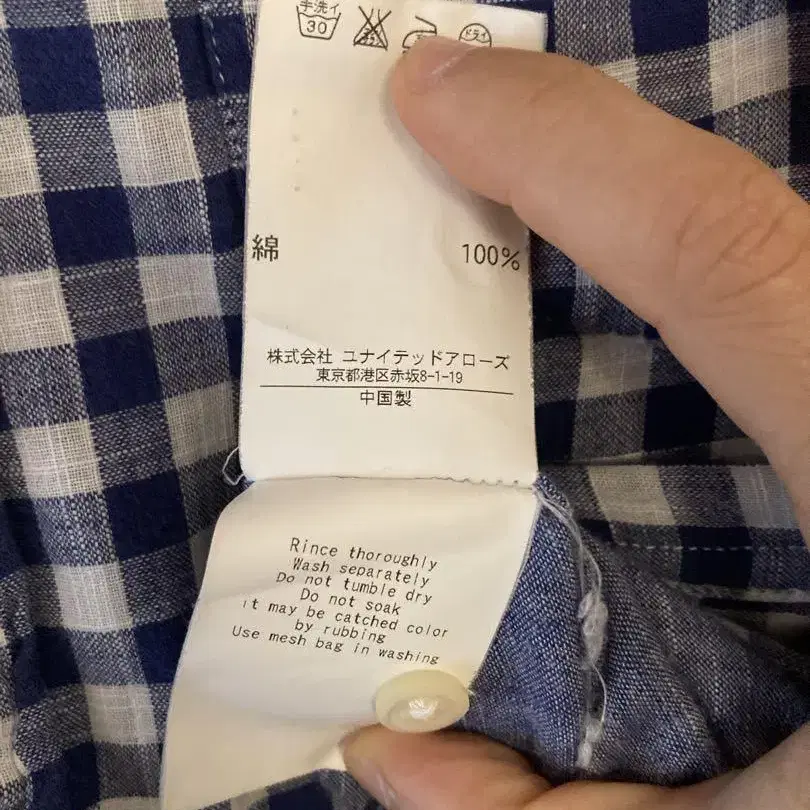 手洗イ
30
ドライ
綿 100%
株式会社 ユナイテッドアローズ
東京都港区赤坂8-1-19
中国製
Rince thoroughly
Wash separately
Do not tumble dry
Do not soak
it may be catched color
by rubbing
Use mesh bag in washing